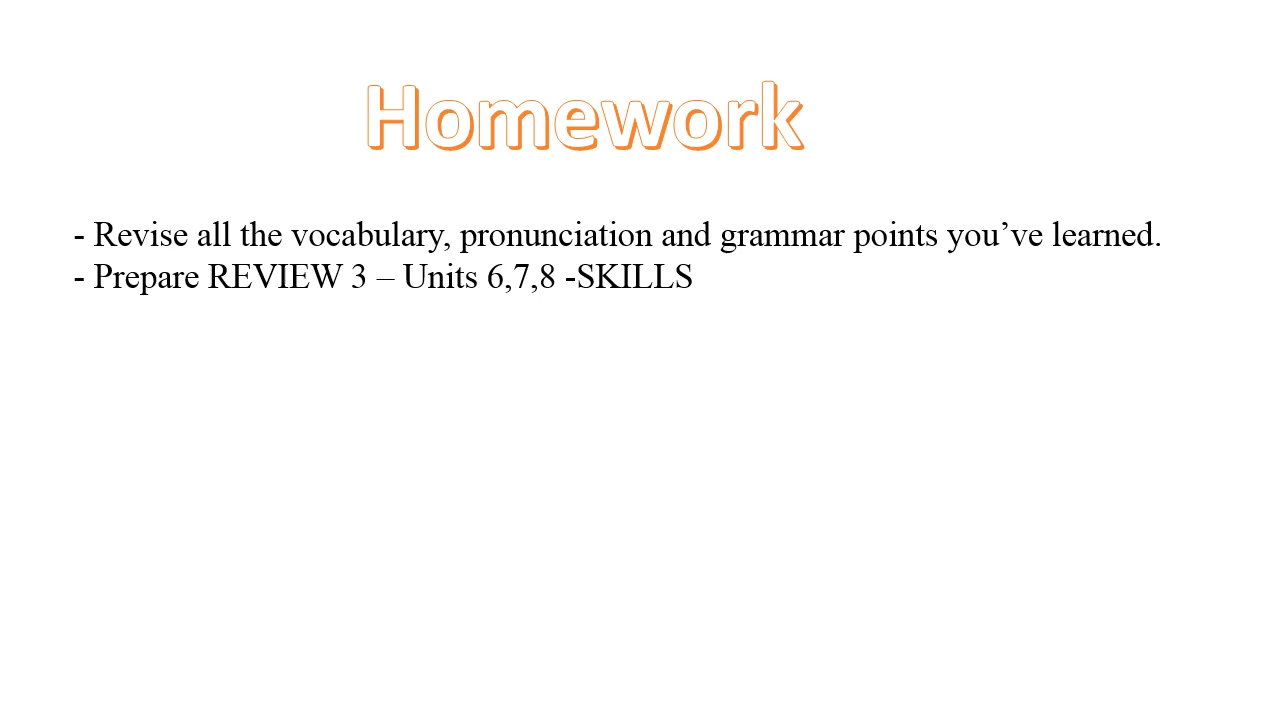 Homework
- Revise all the vocabulary, pronunciation and grammar points you’ve learned.
- Prepare REVIEW 3 – Units 6,7,8 -SKILLS